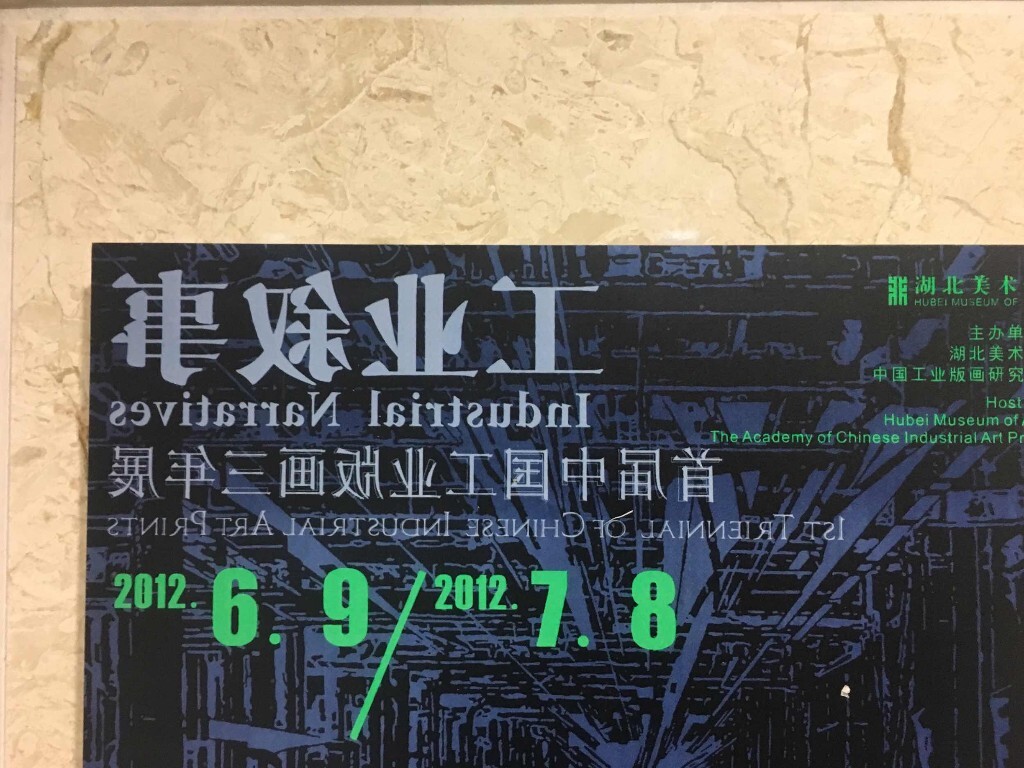 工业叙事
Industrial Narratives
首届中国工业版画三年展
1ST TRIENNIAL OF CHINESE INDUSTRIAL ART PRINTS
2012.6.9/2012.7.8
湖北美术
HUBEI MUSEUM OF
主办单
湖北美术
中国工业版画研究
Host
Hubei Museum of
The Academy of Chinese Industrial Art